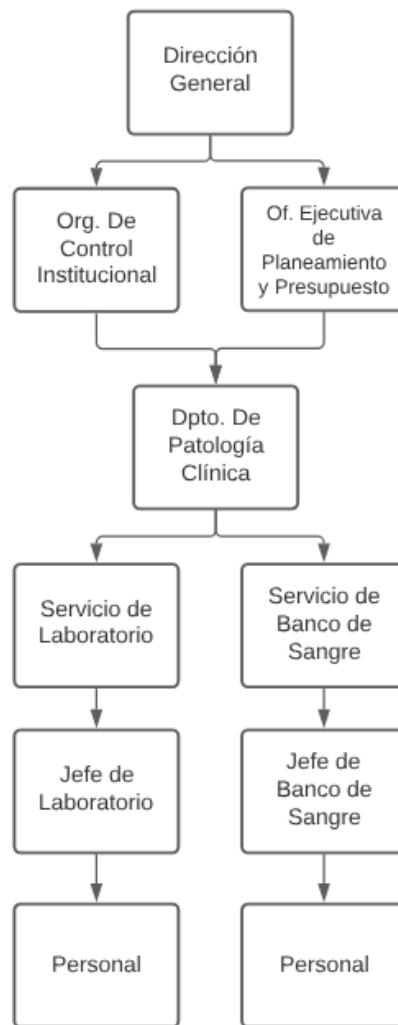 Dirección
General
Org. De
Control
Institucional
Of. Ejecutiva
de
Planeamiento
y Presupuesto
Dpto. De
Patología
Clínica
Servicio de
Laboratorio
Servicio de
Banco de
Sangre
Jefe de
Laboratorio
Jefe de
Banco de
Sangre
Personal
Personal